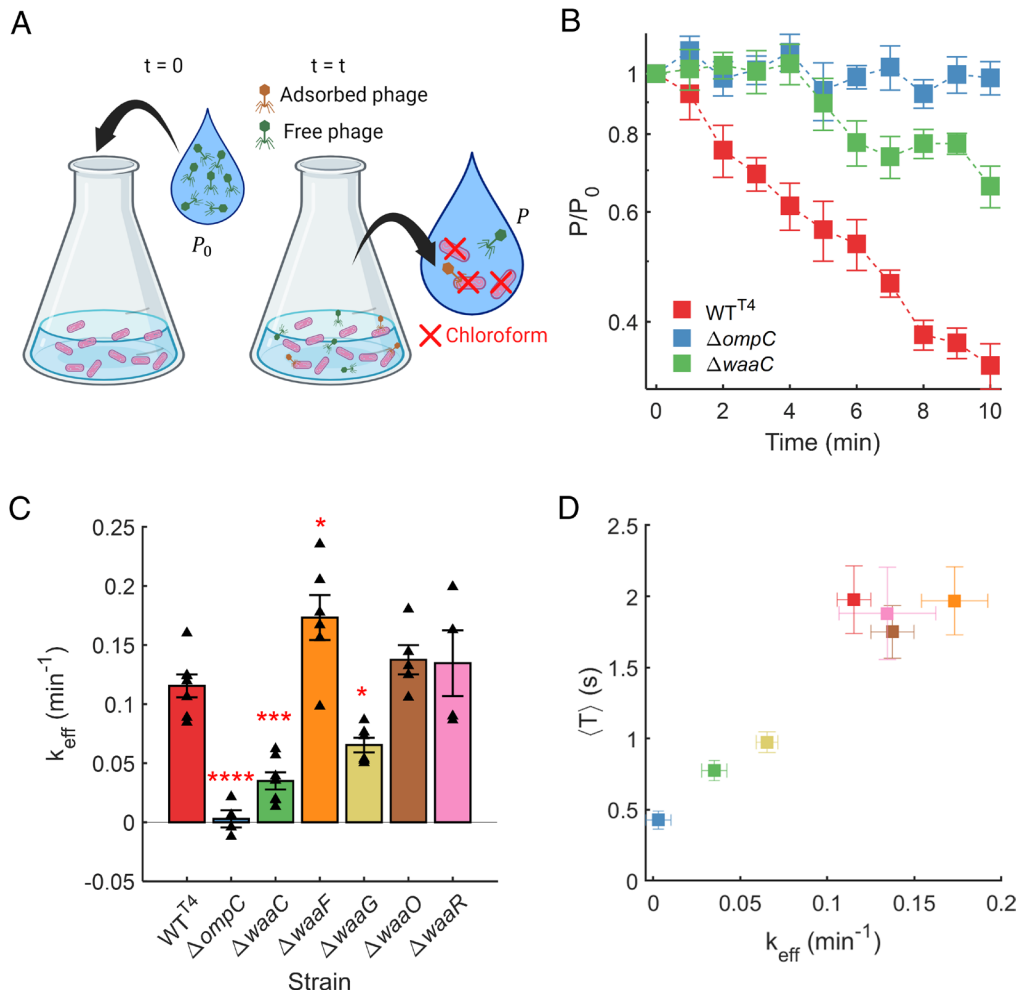 A
t = 0
t = t
Adsorbed phage
Free phage
P₀
P
Chloroform
B
P/P₀
1
0.8
0.6
0.4
WTᵀ⁴
ΔompC
ΔwaaC
0 2 4 6 8 10
Time (min)
C
k_eff (min⁻¹)
0.25
0.2
0.15
0.1
0.05
0
-0.05
*
***
****
*
WTᵀ⁴ ΔompC ΔwaaC ΔwaaF ΔwaaG ΔwaaO ΔwaaR
Strain
D
⟨T⟩ (s)
2.5
2
1.5
1
0.5
0
0 0.05 0.1 0.15 0.2
k_eff (min⁻¹)